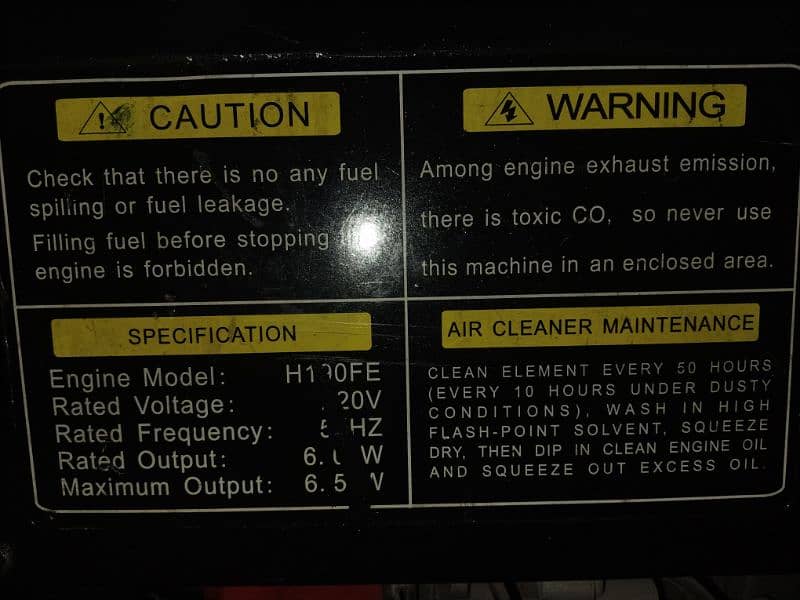 CAUTION
Check that there is no any fuel
spilling or fuel leakage.
Filling fuel before stopping
engine is forbidden.
WARNING
Among engine exhaust emission,
there is toxic CO, so never use
this machine in an enclosed area.
SPECIFICATION
Engine Model:
Rated Voltage:
Rated Frequency:
Rated Output:
Maximum Output:
AIR CLEANER MAINTENANCE
CLEAN ELEMENT EVERY 50 HOURS
(EVERY 10 HOURS UNDER DUSTY
CONDITIONS), WASH IN HIGH
FLASH-POINT SOLVENT, SQUEEZE
DRY, THEN DIP IN CLEAN ENGINE OIL
AND SQUEEZE OUT EXCESS OIL.